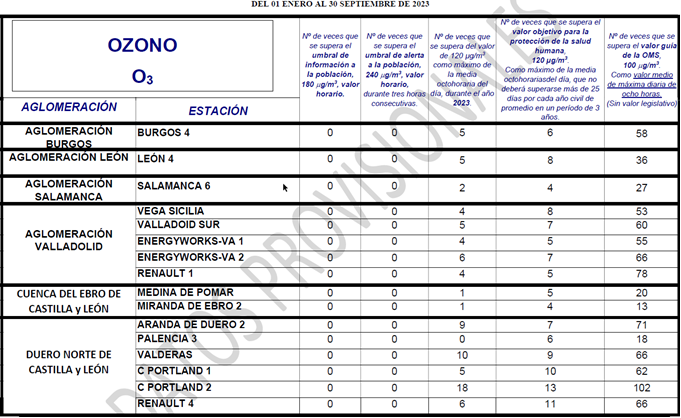 DEL 01 ENERO AL 30 SEPTIEMBRE DE 2023
OZONO
O3
Nº de veces que se supera el umbral de información a la población, 180 µg/m³, valor horario.
Nº de veces que se supera el umbral de alerta a la población, 240 µg/m³, valor horario, durante tres horas consecutivas.
Nº de veces que se supera del valor de 120 µg/m³ como máximo de la media octohoraria del día, durante el año 2023.
Nº de veces que se supera el valor objetivo para la protección de la salud humana, 120 µg/m³. Como máximo de la media octohorariasdel día, que no deberá superarse más de 25 días por cada año civil de promedio en un periodo de 3 años.
Nº de veces que se supera el valor guía de la OMS, 100 µg/m³. Como valor medio de máxima diaria de ocho horas. (Sin valor legislativo)
AGLOMERACIÓN ESTACIÓN
AGLOMERACIÓN BURGOS BURGOS 4 0 0 5 6 58
AGLOMERACIÓN LEÓN LEÓN 4 0 0 5 8 36
AGLOMERACIÓN SALAMANCA SALAMANCA 6 0 0 2 4 27
AGLOMERACIÓN VALLADOLID
VEGA SICILIA 0 0 4 8 53
VALLADOID SUR 0 0 5 7 60
ENERGYWORKS-VA 1 0 0 4 5 55
ENERGYWORKS-VA 2 0 0 6 7 66
RENAULT 1 0 0 4 5 78
CUENCA DEL EBRO DE CASTILLA y LEÓN
MEDINA DE POMAR 0 0 1 5 20
MIRANDA DE EBRO 2 0 0 1 4 13
DUERO NORTE DE CASTILLA y LEÓN
ARANDA DE DUERO 2 0 0 9 7 71
PALENCIA 3 0 0 0 6 18
VALDERAS 0 0 10 9 66
C PORTLAND 1 0 0 5 10 62
C PORTLAND 2 0 0 18 13 102
RENAULT 4 0 0 6 11 66
DATOS PROVISIONALES